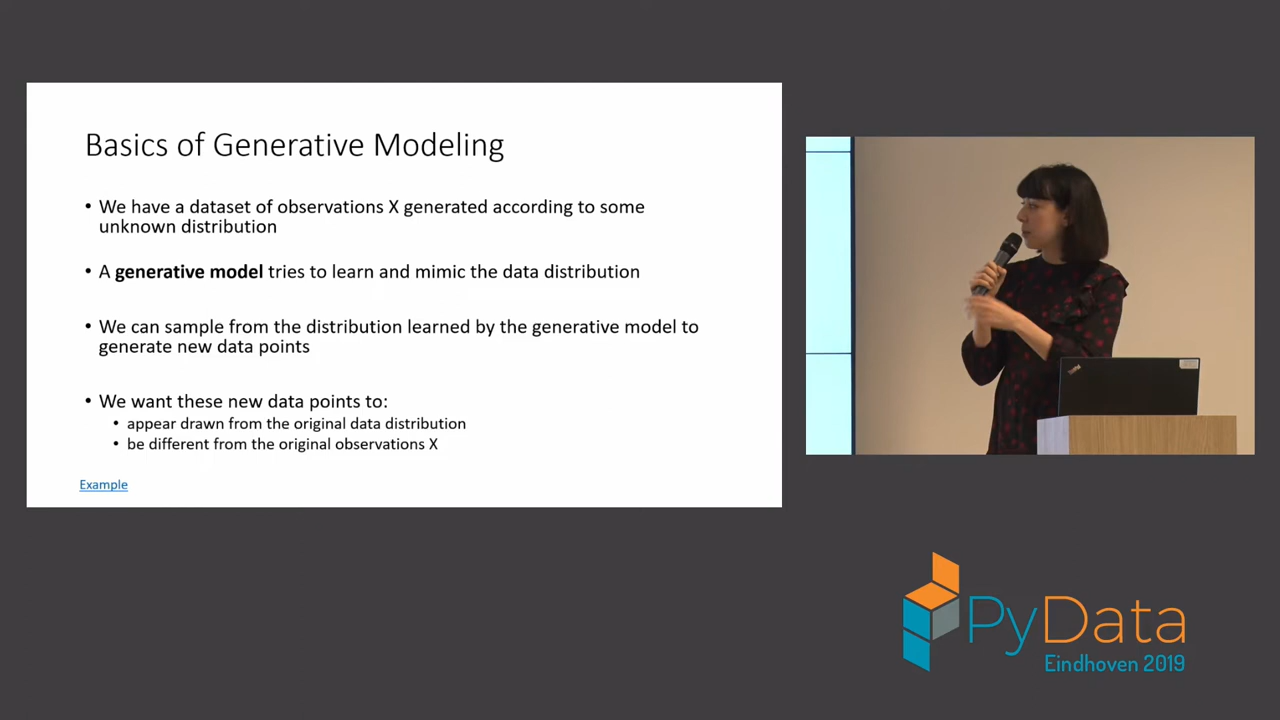 Basics of Generative Modeling
• We have a dataset of observations X generated according to some
unknown distribution
• A generative model tries to learn and mimic the data distribution
• We can sample from the distribution learned by the generative model to
generate new data points
• We want these new data points to:
• appear drawn from the original data distribution
• be different from the original observations X
Example
ThinkPad
PyData
Eindhoven 2019